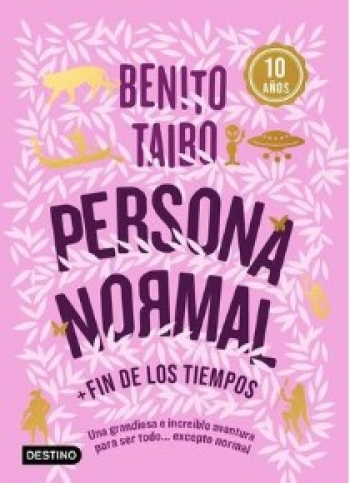 BENITO
TAIBO
10
AÑOS
PERSONA
NORMAL
+ FIN DE LOS TIEMPOS
Una grandiosa e increíble aventura
para ser todo... excepto normal
DESTINO